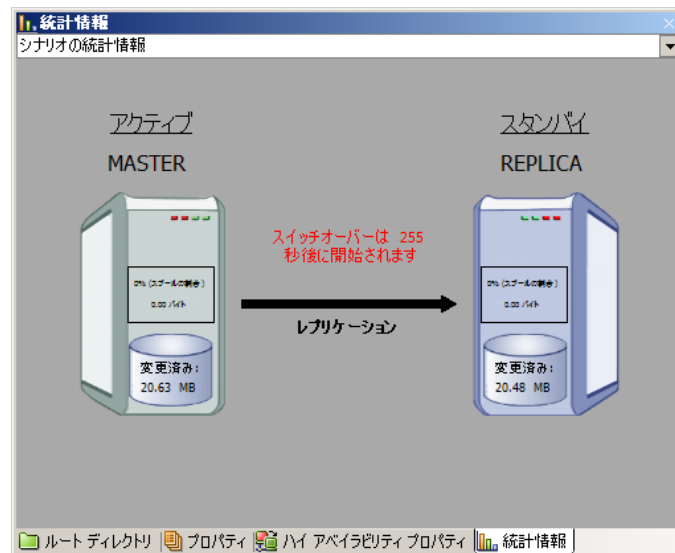 統計情報
シナリオの統計情報
アクティブ
スタンバイ
MASTER
REPLICA
スイッチオーバーは 255
秒後に開始されます
0% (スプールの割合)
0.00 バイト
0% (スプールの割合)
0.00 バイト
レプリケーション
変更済み:
20.63 MB
変更済み:
20.48 MB
ルート ディレクトリ
プロパティ
ハイ アベイラビリティ プロパティ
統計情報